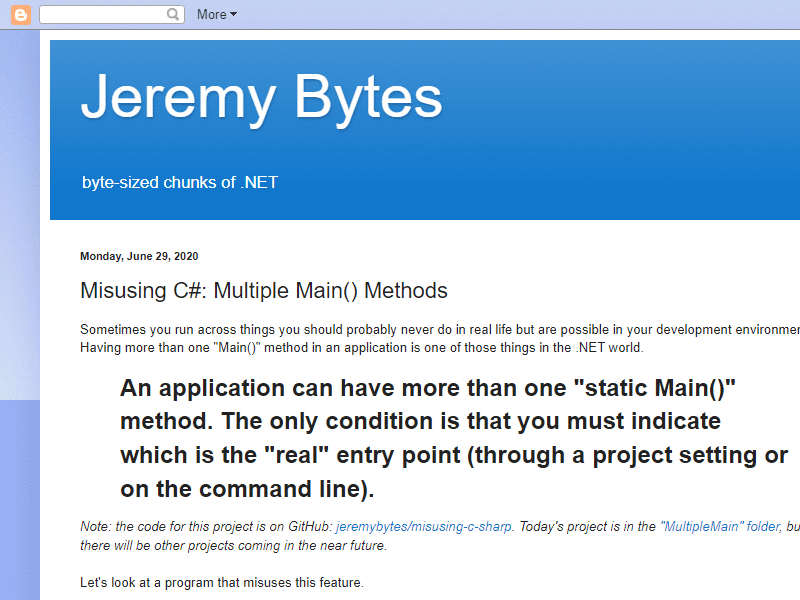 More
Jeremy Bytes
byte-sized chunks of .NET
Monday, June 29, 2020
Misusing C#: Multiple Main() Methods
Sometimes you run across things you should probably never do in real life but are possible in your development
Having more than one "Main()" method in an application is one of those things in the .NET world.
An application can have more than one "static Main()"
method. The only condition is that you must indicate
which is the "real" entry point (through a project setting or
on the command line).
Note: the code for this project is on GitHub: jeremybytes/misusing-c-sharp. Today's project is in the "MultipleMain" folder,
there will be other projects coming in the near future.
Let's look at a program that misuses this feature.